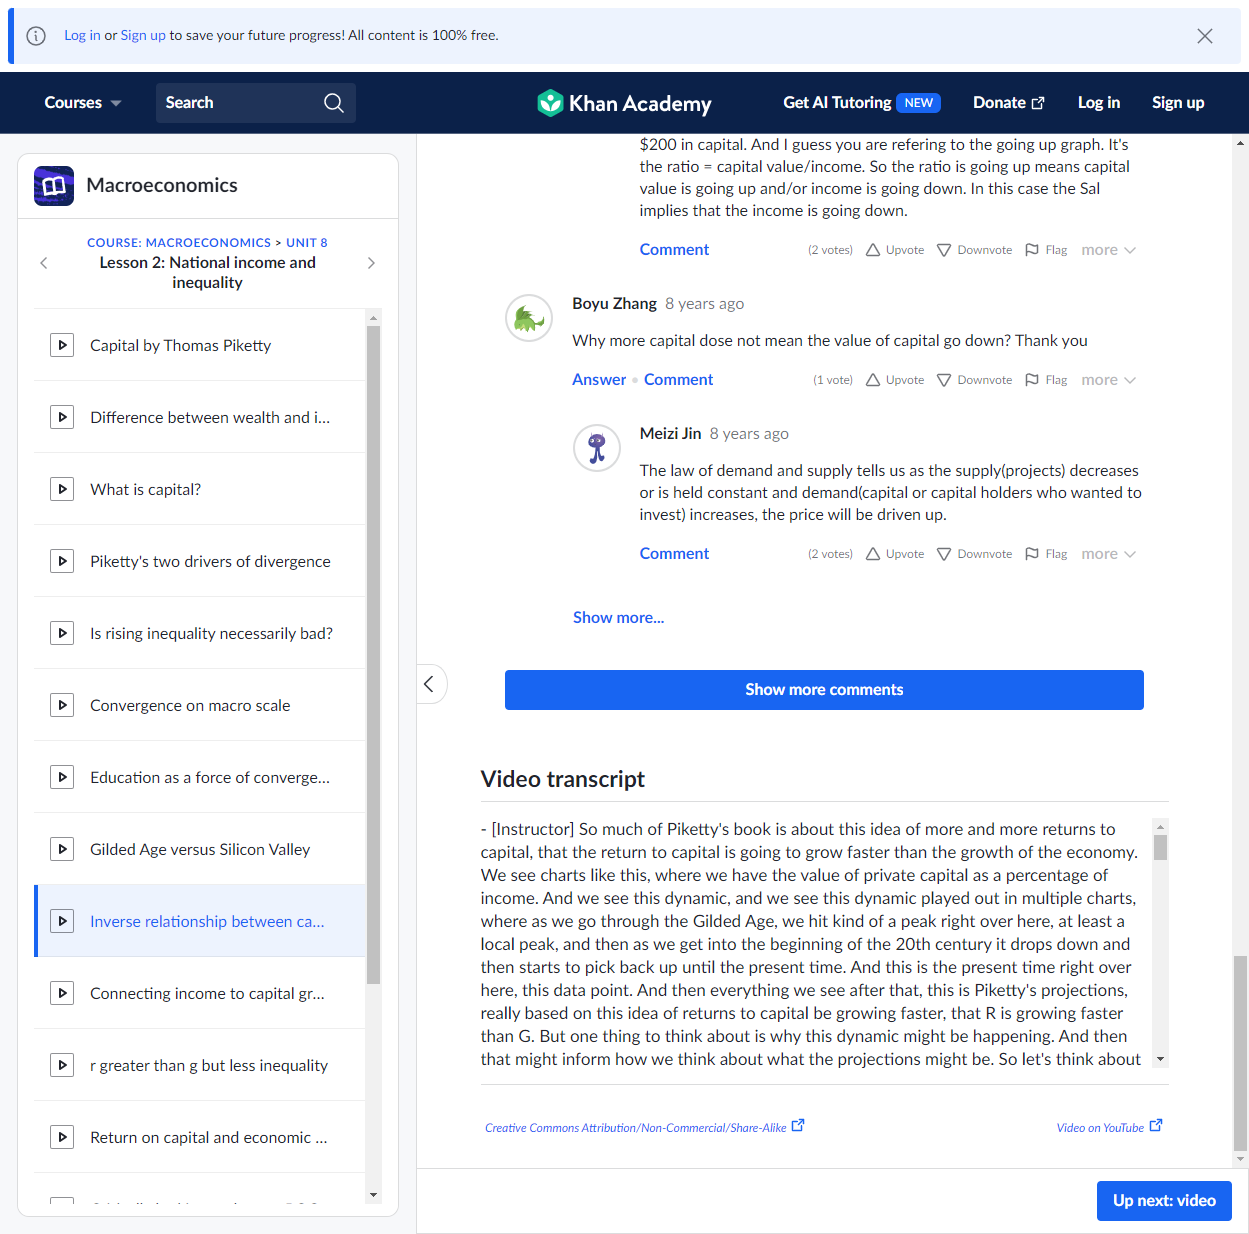 Log in or Sign up to save your future progress! All content is 100% free.
Courses
Search
Khan Academy
Get AI Tutoring NEW
Donate
Log in
Sign up
Macroeconomics
COURSE: MACROECONOMICS > UNIT 8
Lesson 2: National income and
inequality
Capital by Thomas Piketty
Difference between wealth and i...
What is capital?
Piketty's two drivers of divergence
Is rising inequality necessarily bad?
Convergence on macro scale
Education as a force of converge...
Gilded Age versus Silicon Valley
Inverse relationship between ca...
Connecting income to capital gr...
r greater than g but less inequality
Return on capital and economic ...
$200 in capital. And I guess you are refering to the going up graph. It's
the ratio = capital value/income. So the ratio is going up means capital
value is going up and/or income is going down. In this case the Sal
implies that the income is going down.
Comment (2 votes) Upvote Downvote Flag more
Boyu Zhang 8 years ago
Why more capital dose not mean the value of capital go down? Thank you
Answer • Comment (1 vote) Upvote Downvote Flag more
Meizi Jin 8 years ago
The law of demand and supply tells us as the supply(projects) decreases
or is held constant and demand(capital or capital holders who wanted to
invest) increases, the price will be driven up.
Comment (2 votes) Upvote Downvote Flag more
Show more...
Show more comments
Video transcript
- [Instructor] So much of Piketty's book is about this idea of more and more returns to
capital, that the return to capital is going to grow faster than the growth of the economy.
We see charts like this, where we have the value of private capital as a percentage of
income. And we see this dynamic, and we see this dynamic played out in multiple charts,
where as we go through the Gilded Age, we hit kind of a peak right over here, at least a
local peak, and then as we get into the beginning of the 20th century it drops down and
then starts to pick back up until the present time. And this is the present time right over
here, this data point. And then everything we see after that, this is Piketty's projections,
really based on this idea of returns to capital be growing faster, that R is growing faster
than G. But one thing to think about is why this dynamic might be happening. And then
that might inform how we think about what the projections might be. So let's think about
Creative Commons Attribution/Non-Commercial/Share-Alike
Video on YouTube
Up next: video